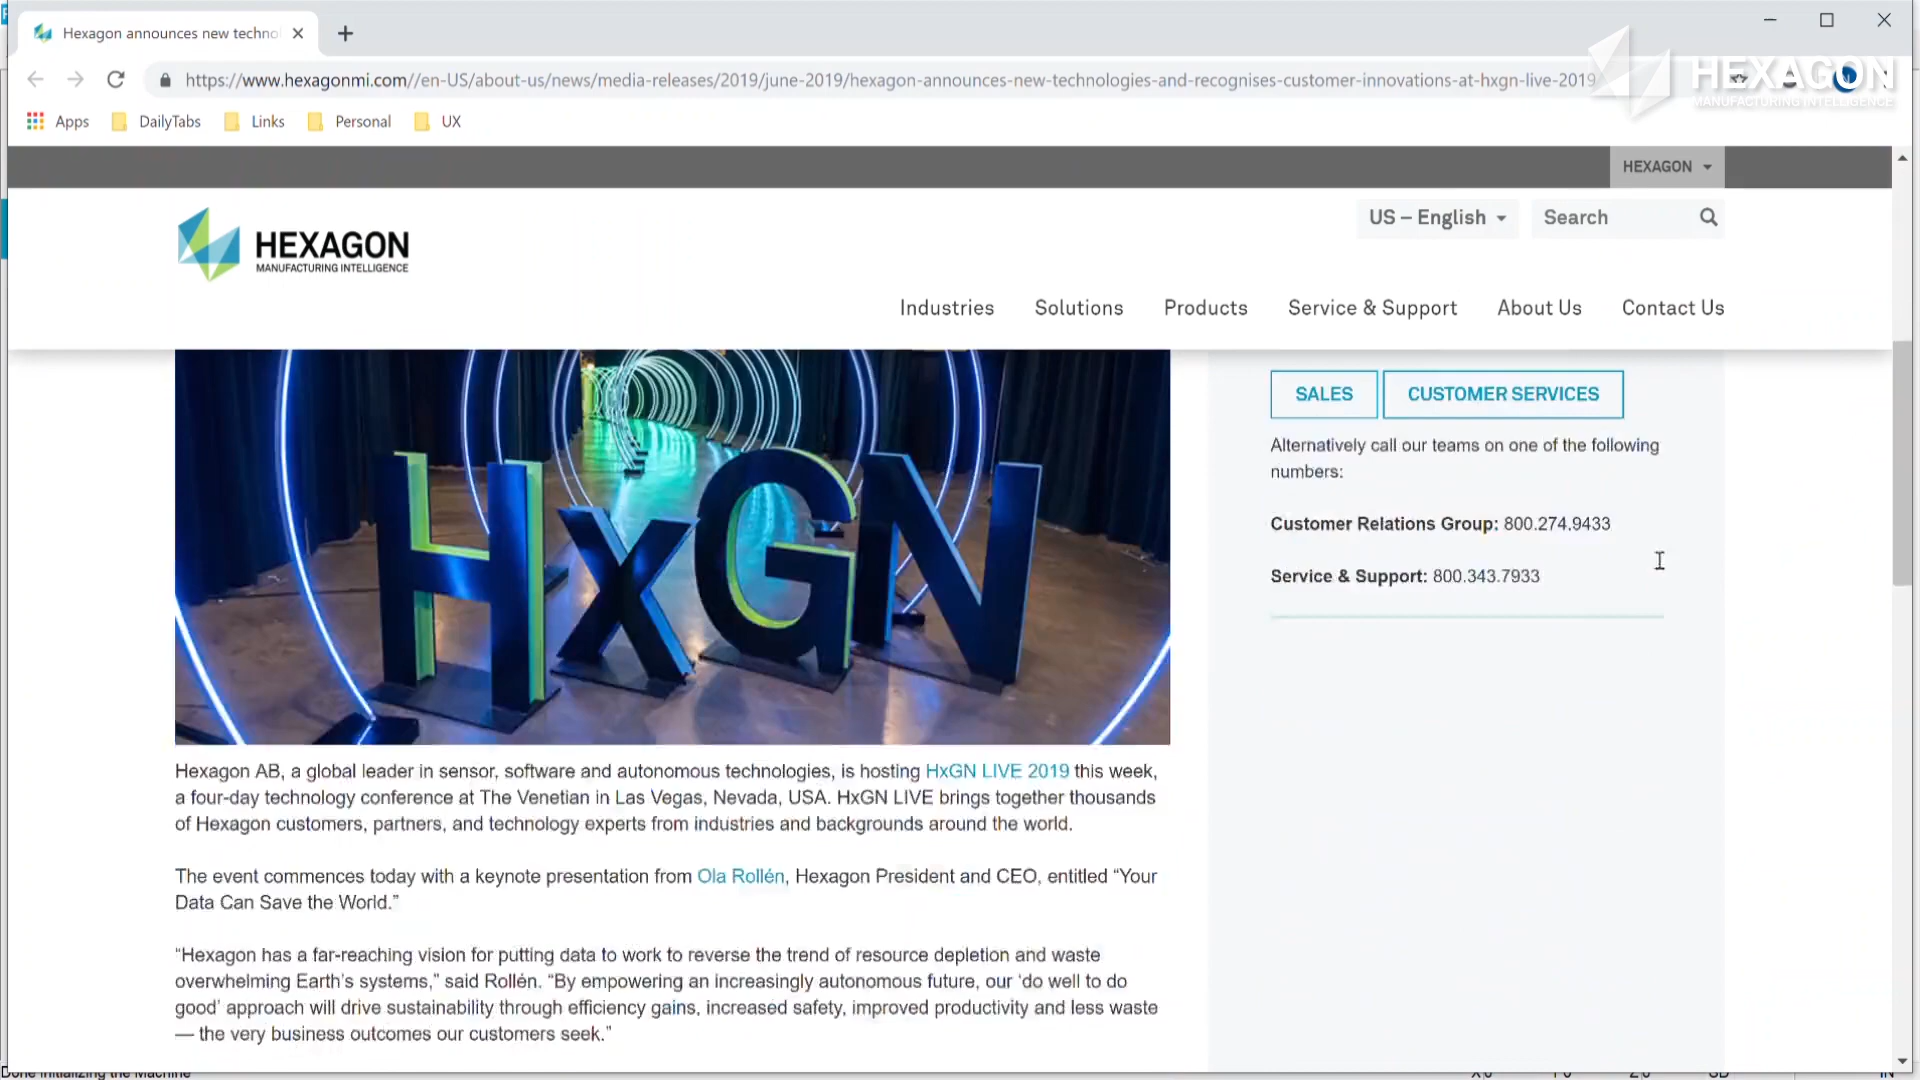 Hexagon announces new techno
https://www.hexagonmi.com//en-US/about-us/news/media-releases/2019/june-2019/hexagon-announces-new-technologies-and-recognises-customer-innovations-at-hxgn-live-2019
HEXAGON
MANUFACTURING INTELLIGENCE
Apps DailyTabs Links Personal UX
HEXAGON
US – English Search
HEXAGON
MANUFACTURING INTELLIGENCE
Industries Solutions Products Service & Support About Us Contact Us
HxGN
SALES CUSTOMER SERVICES
Alternatively call our teams on one of the following
numbers:
Customer Relations Group: 800.274.9433
Service & Support: 800.343.7933
Hexagon AB, a global leader in sensor, software and autonomous technologies, is hosting HxGN LIVE 2019 this week,
a four-day technology conference at The Venetian in Las Vegas, Nevada, USA. HxGN LIVE brings together thousands
of Hexagon customers, partners, and technology experts from industries and backgrounds around the world.
The event commences today with a keynote presentation from Ola Rollén, Hexagon President and CEO, entitled “Your
Data Can Save the World.”
“Hexagon has a far-reaching vision for putting data to work to reverse the trend of resource depletion and waste
overwhelming Earth’s systems,” said Rollén. “By empowering an increasingly autonomous future, our ‘do well to do
good’ approach will drive sustainability through efficiency gains, increased safety, improved productivity and less waste
— the very business outcomes our customers seek.”
Done Initializing the Machine